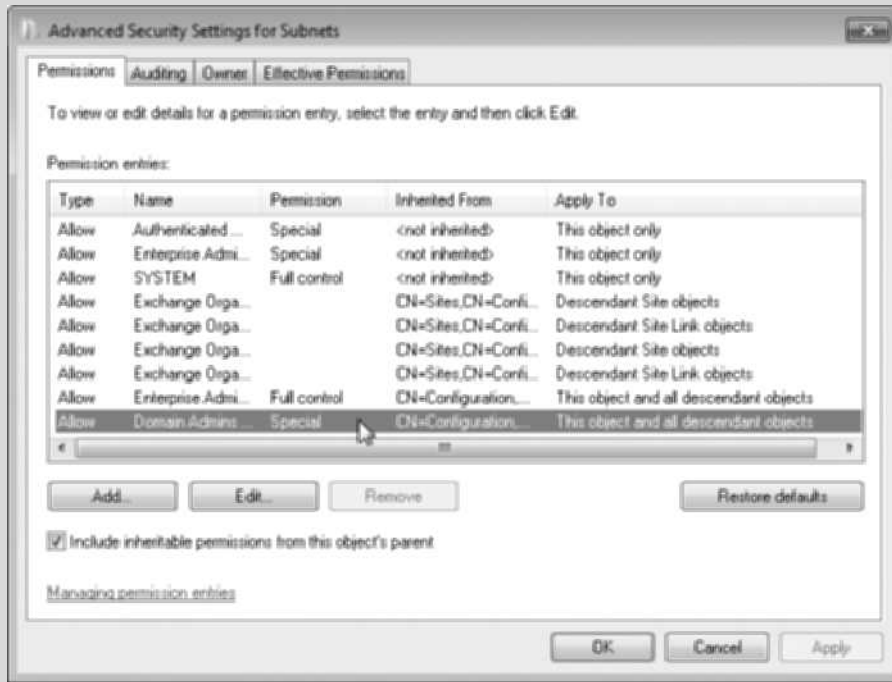 Advanced Security Settings for Subnets
Permissions Auditing Owner Effective Permissions
To view or edit details for a permission entry, select the entry and then click Edit.
Permission entries:
Type Name Permission Inherited From Apply To
Allow Authenticated ... Special <not inherited> This object only
Allow Enterprise Admi... Special <not inherited> This object only
Allow SYSTEM Full control <not inherited> This object only
Allow Exchange Orga... CN=Sites,CN=Confi... Descendant Site objects
Allow Exchange Orga... CN=Sites,CN=Confi... Descendant Site Link objects
Allow Exchange Orga... CN=Sites,CN=Confi... Descendant Site objects
Allow Exchange Orga... CN=Sites,CN=Confi... Descendant Site Link objects
Allow Enterprise Admi... Full control CN=Configuration,... This object and all descendant objects
Allow Domain Admins ... Special CN=Configuration,... This object and all descendant objects
Add... Edit... Remove Restore defaults
Include inheritable permissions from this object's parent
Managing permission entries
OK Cancel Apply